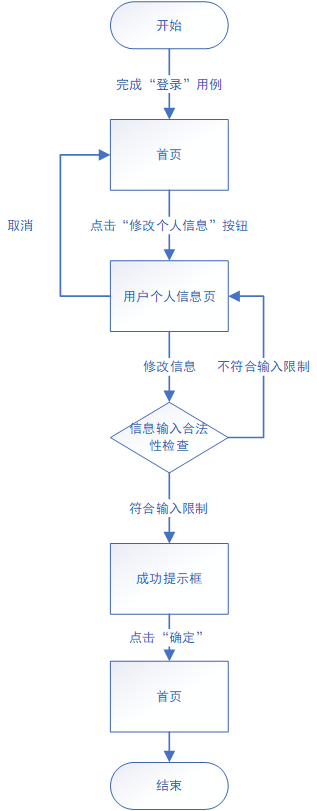 开始
完成“登录”用例
首页
取消
点击“修改个人信息”按钮
用户个人信息页
修改信息
不符合输入限制
信息输入合法
性检查
符合输入限制
成功提示框
点击“确定”
首页
结束